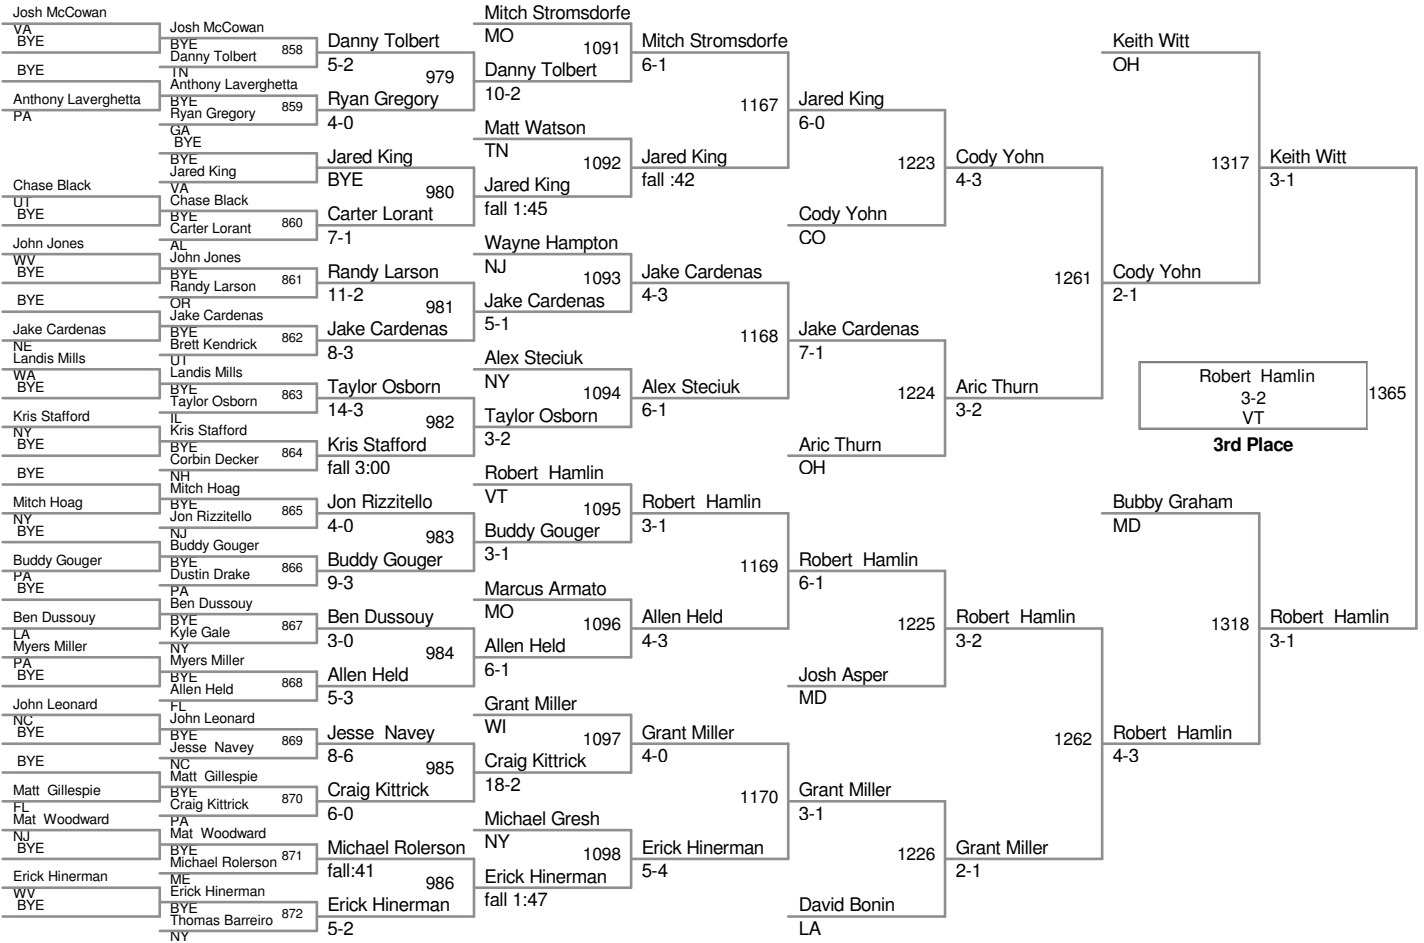 Josh McCowan
VA
BYE
BYE
Anthony Laverghetta
PA
Chase Black
UT
BYE
John Jones
WV
BYE
BYE
Jake Cardenas
NE
Landis Mills
WA
BYE
Kris Stafford
NY
BYE
BYE
Mitch Hoag
NY
BYE
Buddy Gouger
PA
BYE
Ben Dussouy
LA
Myers Miller
PA
BYE
John Leonard
NC
BYE
BYE
Matt Gillespie
FL
Mat Woodward
NJ
BYE
Erick Hinerman
WV
BYE
Josh McCowan
BYE
858
Danny Tolbert
TN
Anthony Laverghetta
BYE
859
Ryan Gregory
GA
BYE
BYE
Jared King
VA
Chase Black
BYE
860
Carter Lorant
AL
John Jones
BYE
861
Randy Larson
OR
Jake Cardenas
BYE
862
Brett Kendrick
UT
Landis Mills
BYE
863
Taylor Osborn
IL
Kris Stafford
BYE
864
Corbin Decker
NH
Mitch Hoag
BYE
865
Jon Rizzitello
NJ
Buddy Gouger
BYE
866
Dustin Drake
PA
Ben Dussouy
BYE
867
Kyle Gale
NY
Myers Miller
BYE
868
Allen Held
FL
John Leonard
BYE
869
Jesse Navey
NC
Matt Gillespie
BYE
870
Craig Kittrick
PA
Mat Woodward
BYE
871
Michael Rolerson
ME
Erick Hinerman
BYE
872
Thomas Barreiro
NY
Danny Tolbert
5-2
979
Ryan Gregory
4-0
Jared King
BYE
980
Carter Lorant
7-1
Randy Larson
11-2
981
Jake Cardenas
8-3
Taylor Osborn
14-3
982
Kris Stafford
fall 3:00
Jon Rizzitello
4-0
983
Buddy Gouger
9-3
Ben Dussouy
3-0
984
Allen Held
5-3
Jesse Navey
8-6
985
Craig Kittrick
6-0
Michael Rolerson
fall:41
986
Erick Hinerman
5-2
Mitch Stromsdorfe
MO
1091
Danny Tolbert
10-2
Matt Watson
TN
1092
Jared King
fall 1:45
Wayne Hampton
NJ
1093
Jake Cardenas
5-1
Alex Steciuk
NY
1094
Taylor Osborn
3-2
Robert Hamlin
VT
1095
Buddy Gouger
3-1
Marcus Armato
MO
1096
Allen Held
6-1
Grant Miller
WI
1097
Craig Kittrick
18-2
Michael Gresh
NY
1098
Erick Hinerman
fall 1:47
Mitch Stromsdorfe
6-1
1167
Jared King
fall :42
Jake Cardenas
4-3
1168
Alex Steciuk
6-1
Robert Hamlin
3-1
1169
Allen Held
4-3
Grant Miller
4-0
1170
Erick Hinerman
5-4
Jared King
6-0
1223
Cody Yohn
CO
Jake Cardenas
7-1
1224
Aric Thurn
OH
Robert Hamlin
6-1
1225
Josh Asper
MD
Grant Miller
3-1
1226
David Bonin
LA
Cody Yohn
4-3
1261
Aric Thurn
3-2
Robert Hamlin
3-2
1262
Grant Miller
2-1
Keith Witt
OH
1317
Cody Yohn
2-1
Bubby Graham
MD
1318
Robert Hamlin
4-3
Keith Witt
3-1
1365
Robert Hamlin
3-1
Robert Hamlin
3-2
VT
3rd Place